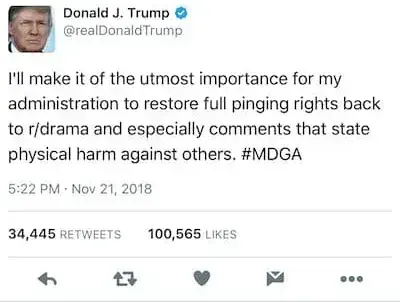 Donald J. Trump
@realDonaldTrump
I'll make it of the utmost importance for my
administration to restore full pinging rights back
to r/drama and especially comments that state
physical harm against others. #MDGA
5:22 PM · Nov 21, 2018
34,445 RETWEETS 100,565 LIKES